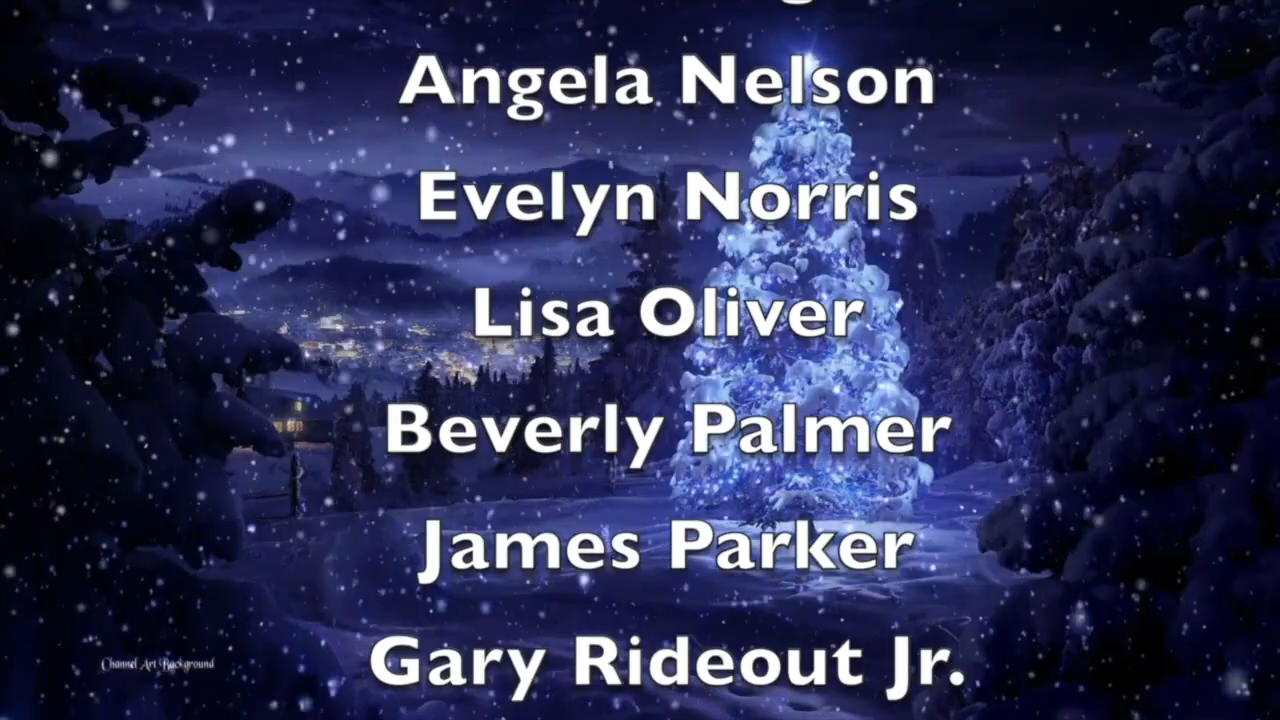 Angela Nelson
Evelyn Norris
Lisa Oliver
Beverly Palmer
James Parker
Gary Rideout Jr.
Channel Art Background